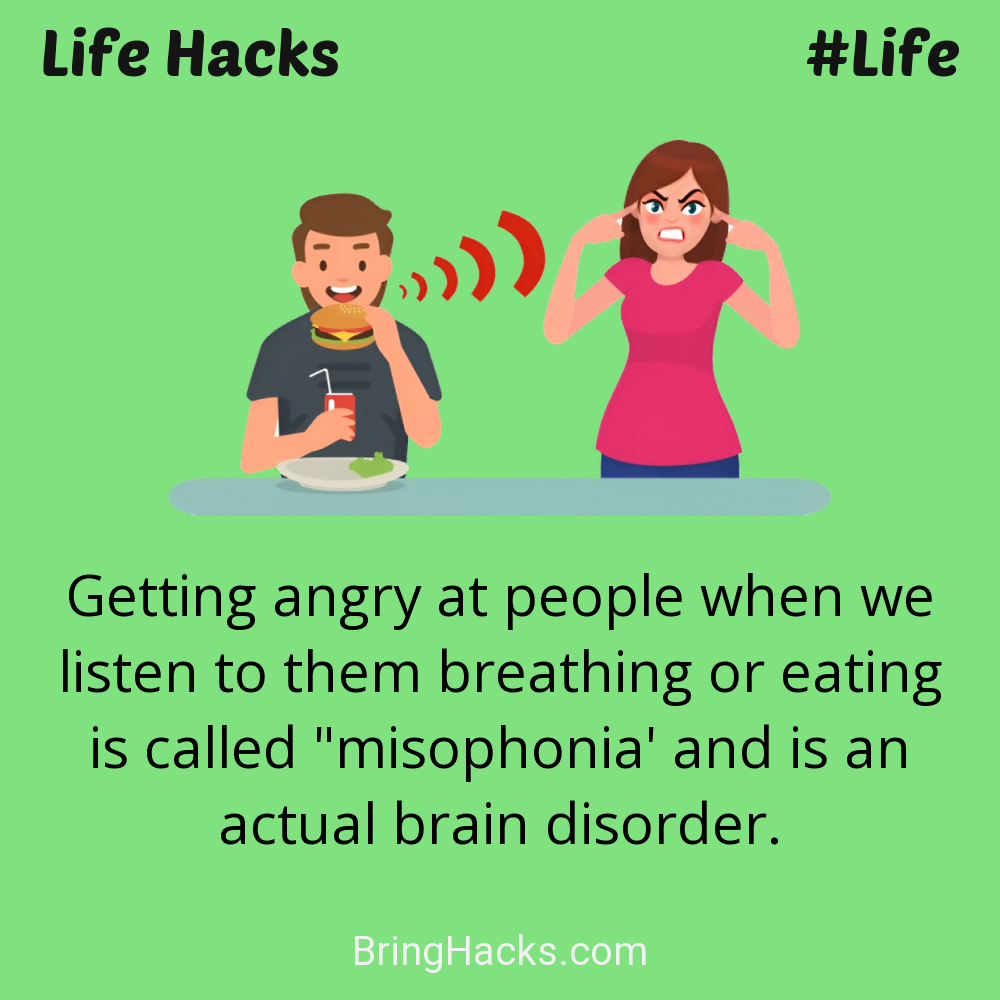 Life Hacks
#Life
Getting angry at people when we
listen to them breathing or eating
is called "misophonia' and is an
actual brain disorder.
BringHacks.com